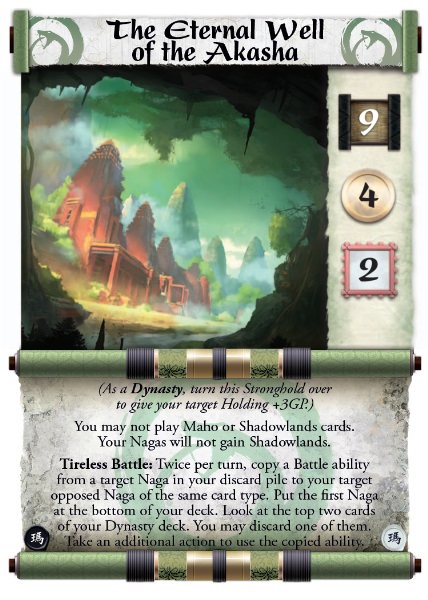 The Eternal Well
of the Akasha
9
4
2
(As a Dynasty, turn this Stronghold over
to give your target Holding +3GP.)
You may not play Maho or Shadowlands cards.
Your Nagas will not gain Shadowlands.
Tireless Battle: Twice per turn, copy a Battle ability
from a target Naga in your discard pile to your target
opposed Naga of the same card type. Put the first Naga
at the bottom of your deck. Look at the top two cards
of your Dynasty deck. You may discard one of them.
Take an additional action to use the copied ability.
瑪
瑪